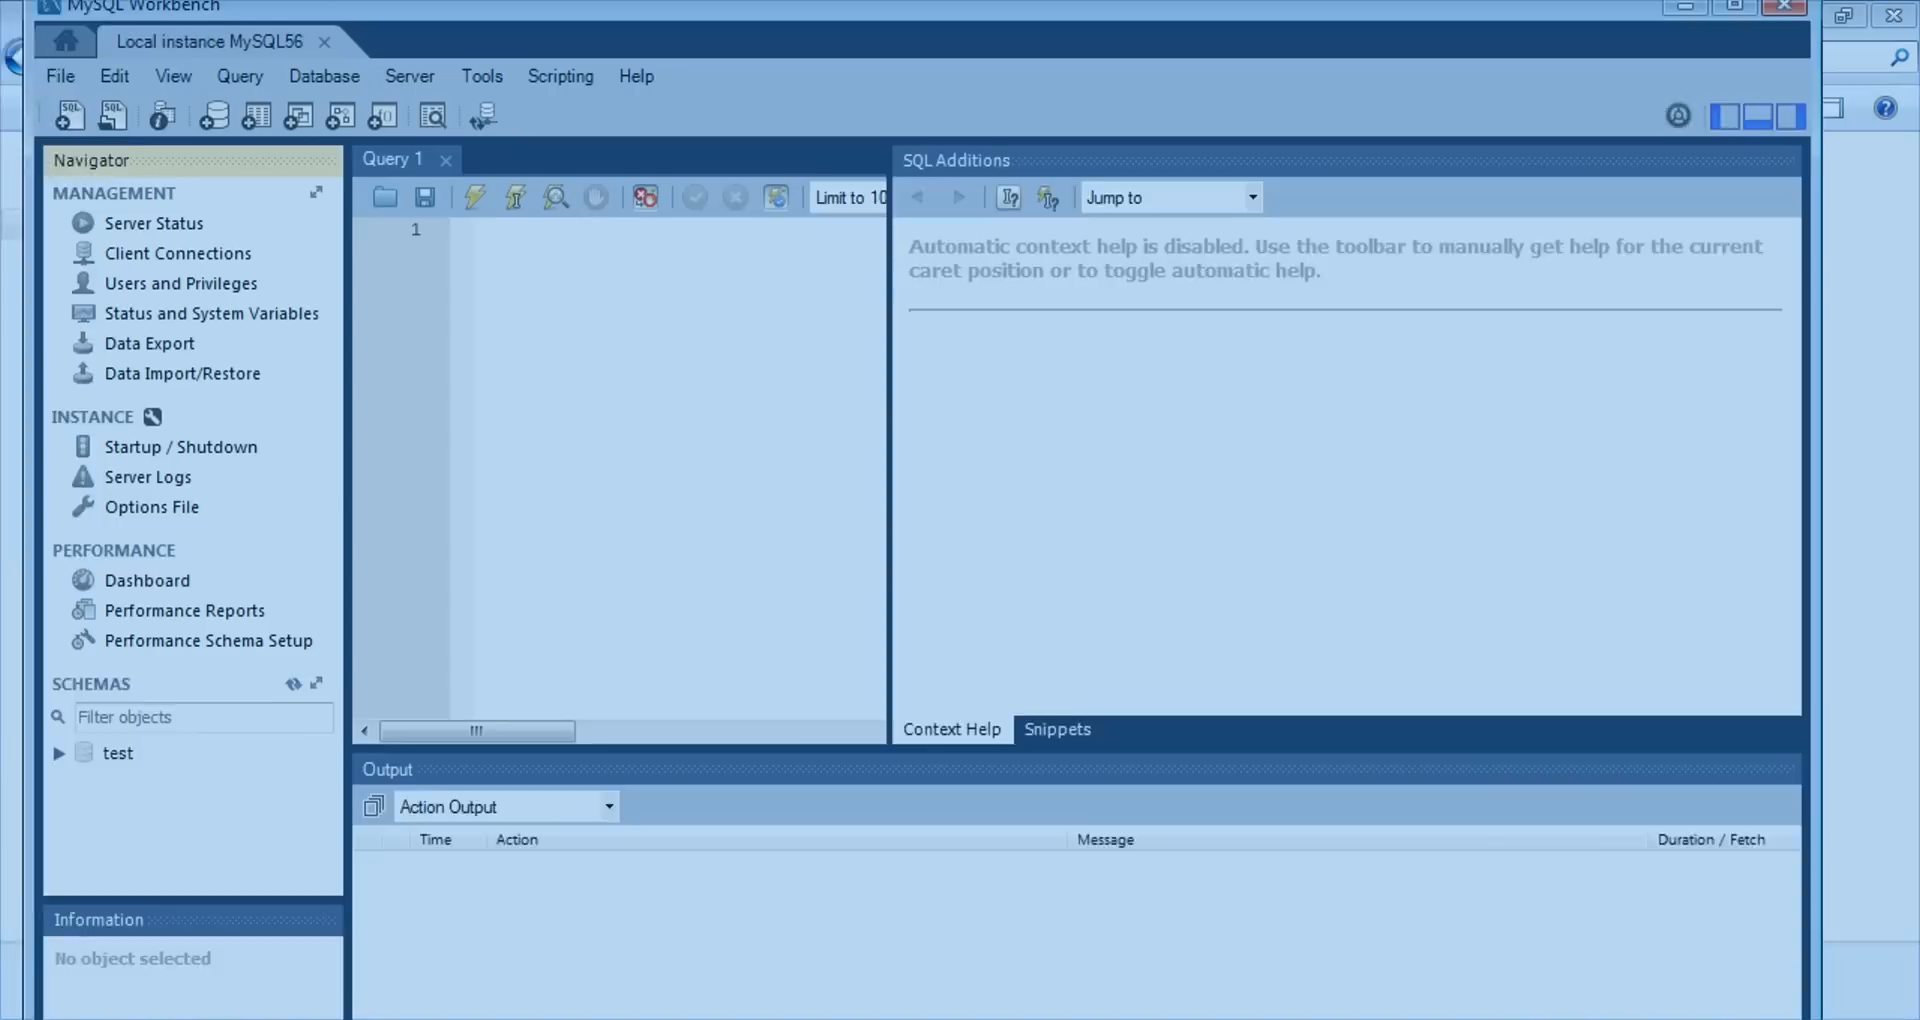 MySQL Workbench
Local instance MySQL56
File Edit View Query Database Server Tools Scripting Help
SQL SQL
Navigator
MANAGEMENT
Server Status
Client Connections
Users and Privileges
Status and System Variables
Data Export
Data Import/Restore
INSTANCE
Startup / Shutdown
Server Logs
Options File
PERFORMANCE
Dashboard
Performance Reports
Performance Schema Setup
SCHEMAS
Filter objects
test
Information
No object selected
Query 1
Limit to 10
1
SQL Additions
Jump to
Automatic context help is disabled. Use the toolbar to manually get help for the current
caret position or to toggle automatic help.
Context Help Snippets
Output
Action Output
Time Action Message Duration / Fetch